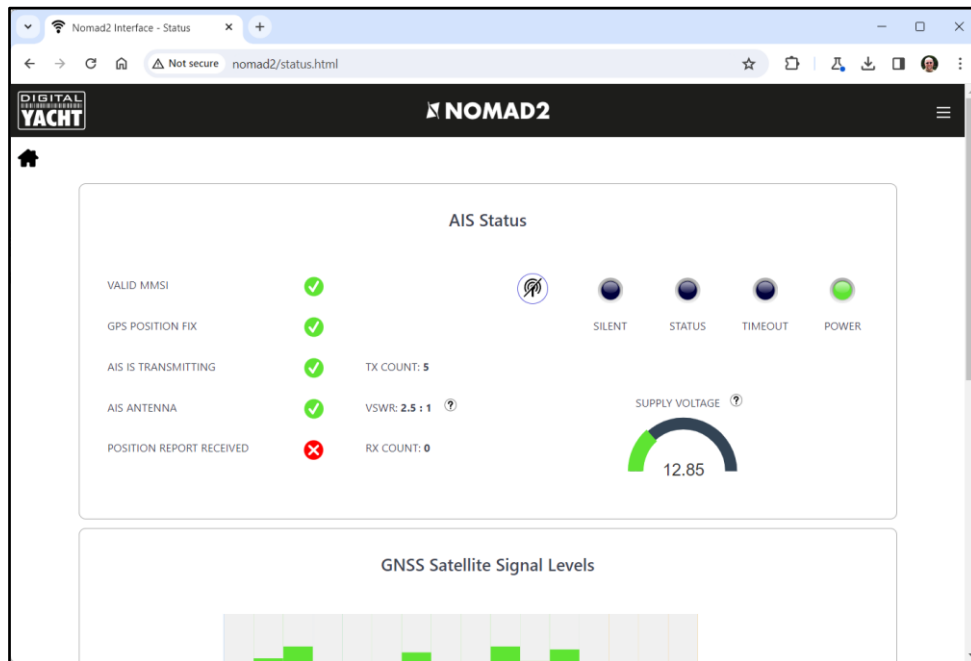 Nomad2 Interface - Status
Not secure nomad2/status.html
DIGITAL
YACHT
NOMAD2
AIS Status
VALID MMSI
GPS POSITION FIX
SILENT STATUS TIMEOUT POWER
AIS IS TRANSMITTING TX COUNT: 5
AIS ANTENNA VSWR: 2.5 : 1 ?
SUPPLY VOLTAGE ?
POSITION REPORT RECEIVED RX COUNT: 0
12.85
GNSS Satellite Signal Levels